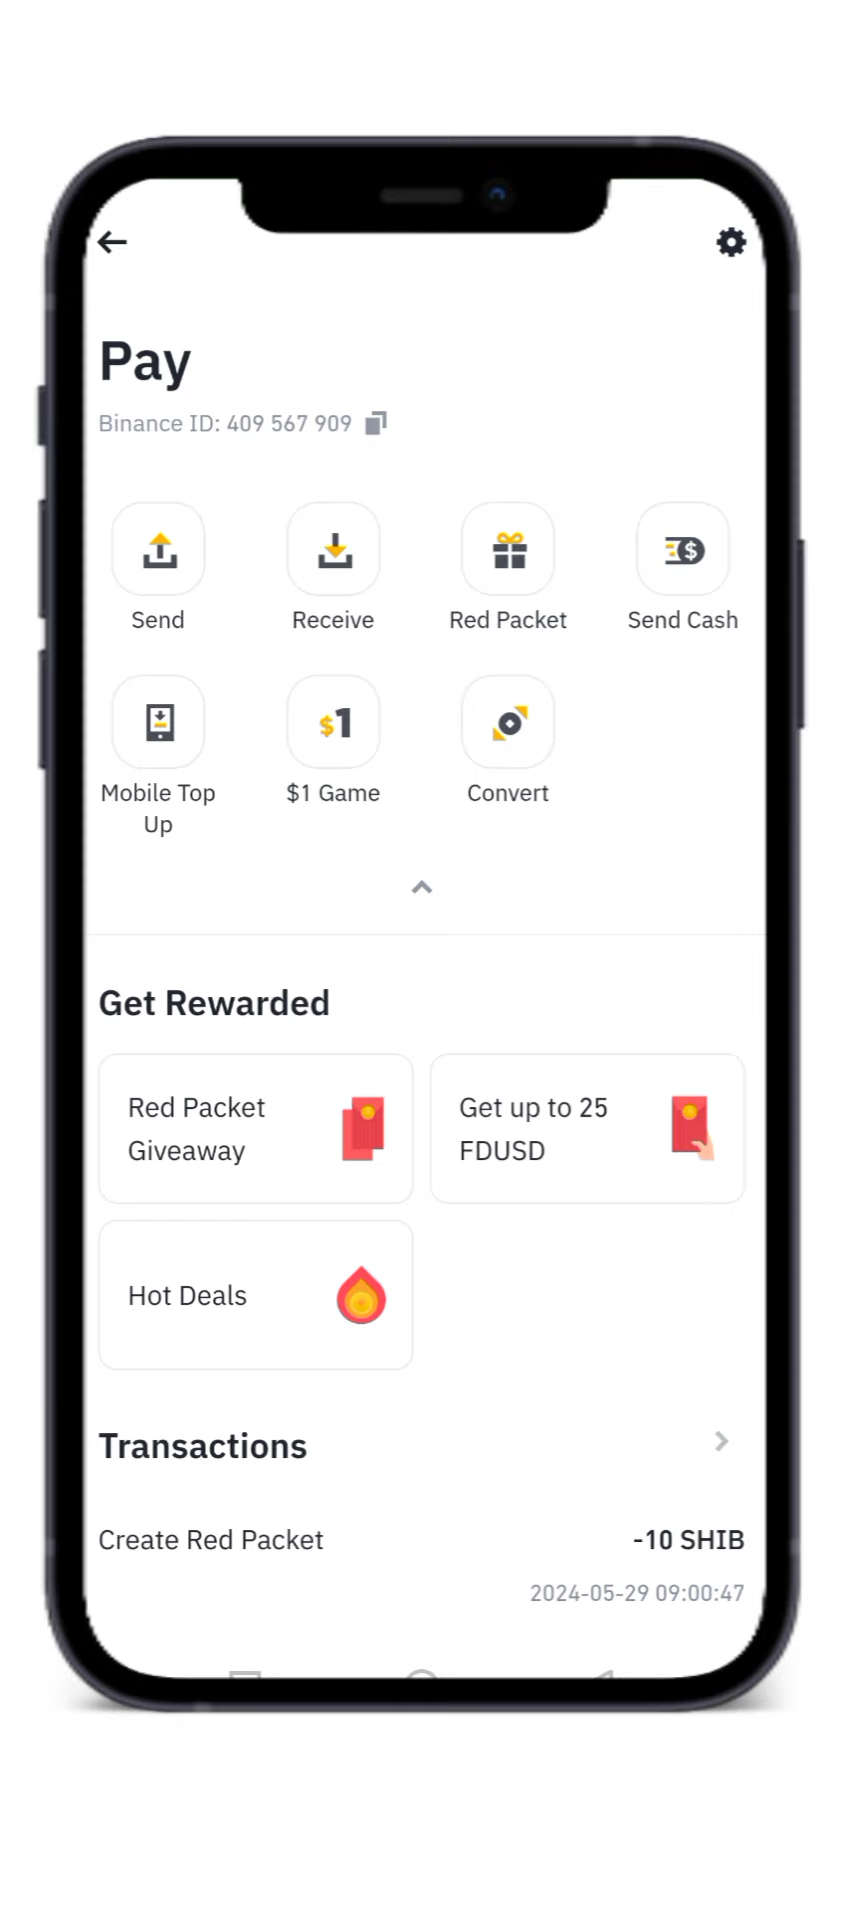 Pay
Binance ID: 409 567 909
Send
Receive
Red Packet
Send Cash
Mobile Top
Up
$1
$1 Game
Convert
Get Rewarded
Red Packet
Giveaway
Get up to 25
FDUSD
Hot Deals
Transactions
Create Red Packet
-10 SHIB
2024-05-29 09:00:47